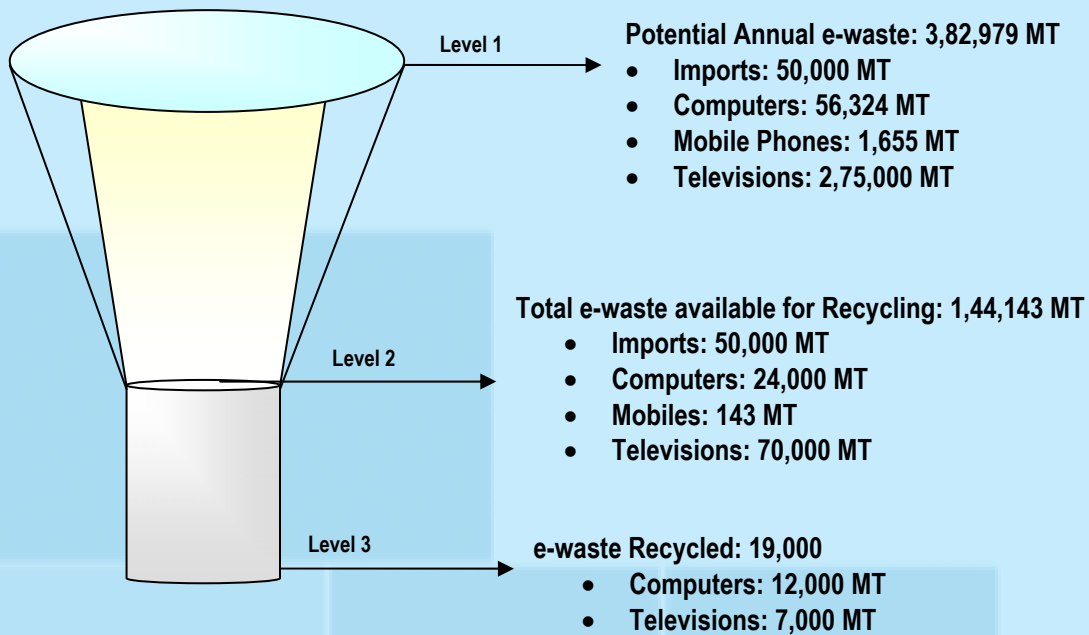 Level 1
Potential Annual e-waste: 3,82,979 MT
• Imports: 50,000 MT
• Computers: 56,324 MT
• Mobile Phones: 1,655 MT
• Televisions: 2,75,000 MT
Level 2
Total e-waste available for Recycling: 1,44,143 MT
• Imports: 50,000 MT
• Computers: 24,000 MT
• Mobiles: 143 MT
• Televisions: 70,000 MT
Level 3
e-waste Recycled: 19,000
• Computers: 12,000 MT
• Televisions: 7,000 MT